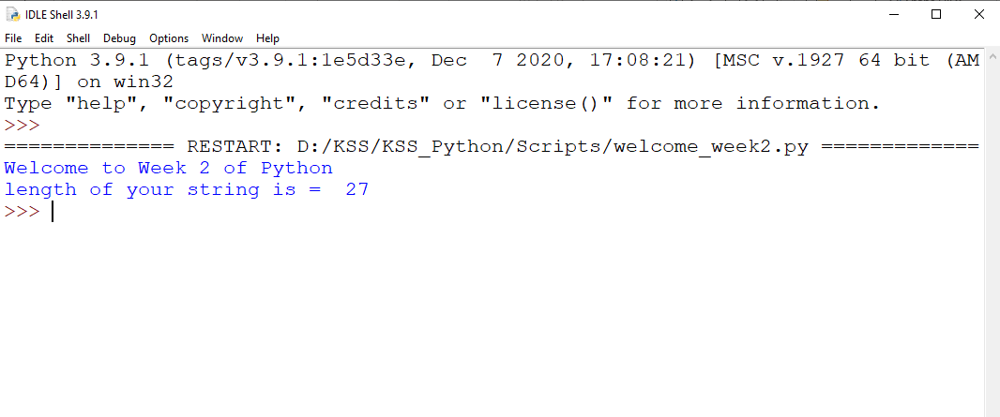 IDLE Shell 3.9.1
File Edit Shell Debug Options Window Help
Python 3.9.1 (tags/v3.9.1:1e5d33e, Dec  7 2020, 17:08:21) [MSC v.1927 64 bit (AM
D64)] on win32
Type "help", "copyright", "credits" or "license()" for more information.
>>>
============== RESTART: D:/KSS/KSS_Python/Scripts/welcome_week2.py =============
Welcome to Week 2 of Python
length of your string is =  27
>>>